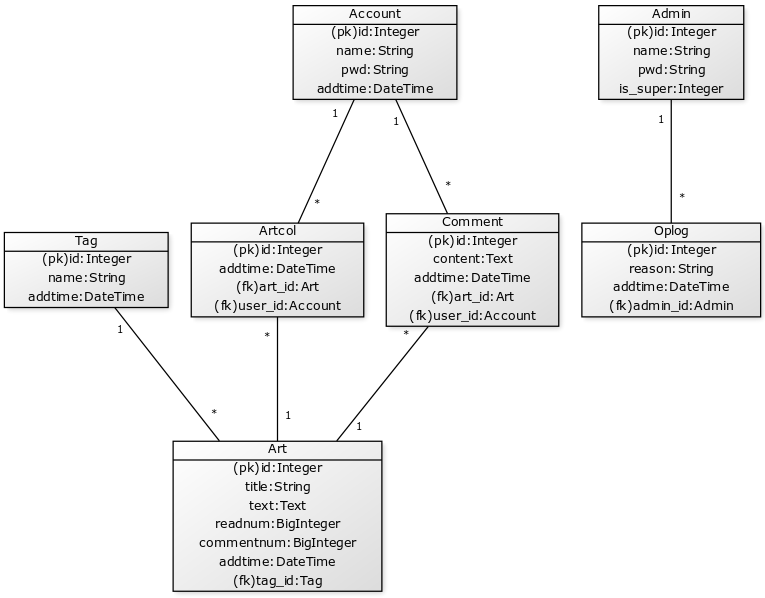 Account
(pk)id:Integer
name:String
pwd:String
addtime:DateTime
Admin
(pk)id:Integer
name:String
pwd:String
is_super:Integer
1
1
1
*
*
*
Tag
(pk)id:Integer
name:String
addtime:DateTime
Artcol
(pk)id:Integer
addtime:DateTime
(fk)art_id:Art
(fk)user_id:Account
Comment
(pk)id:Integer
content:Text
addtime:DateTime
(fk)art_id:Art
(fk)user_id:Account
Oplog
(pk)id:Integer
reason:String
addtime:DateTime
(fk)admin_id:Admin
1
*
*
*
1
1
Art
(pk)id:Integer
title:String
text:Text
readnum:BigInteger
commentnum:BigInteger
addtime:DateTime
(fk)tag_id:Tag